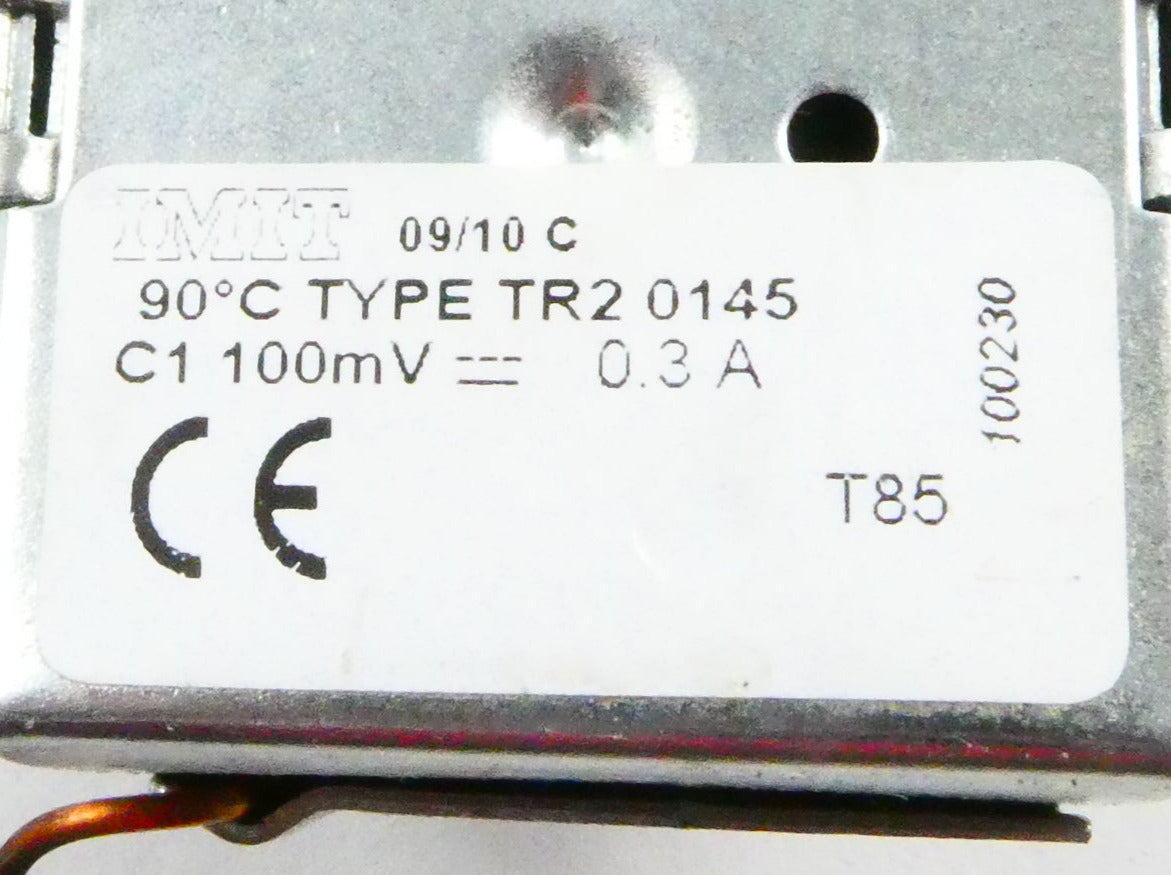 IMIT 09/10 C
90°C TYPE TR2 0145
C1 100mV ⎓ 0.3 A
CE
T85
100230